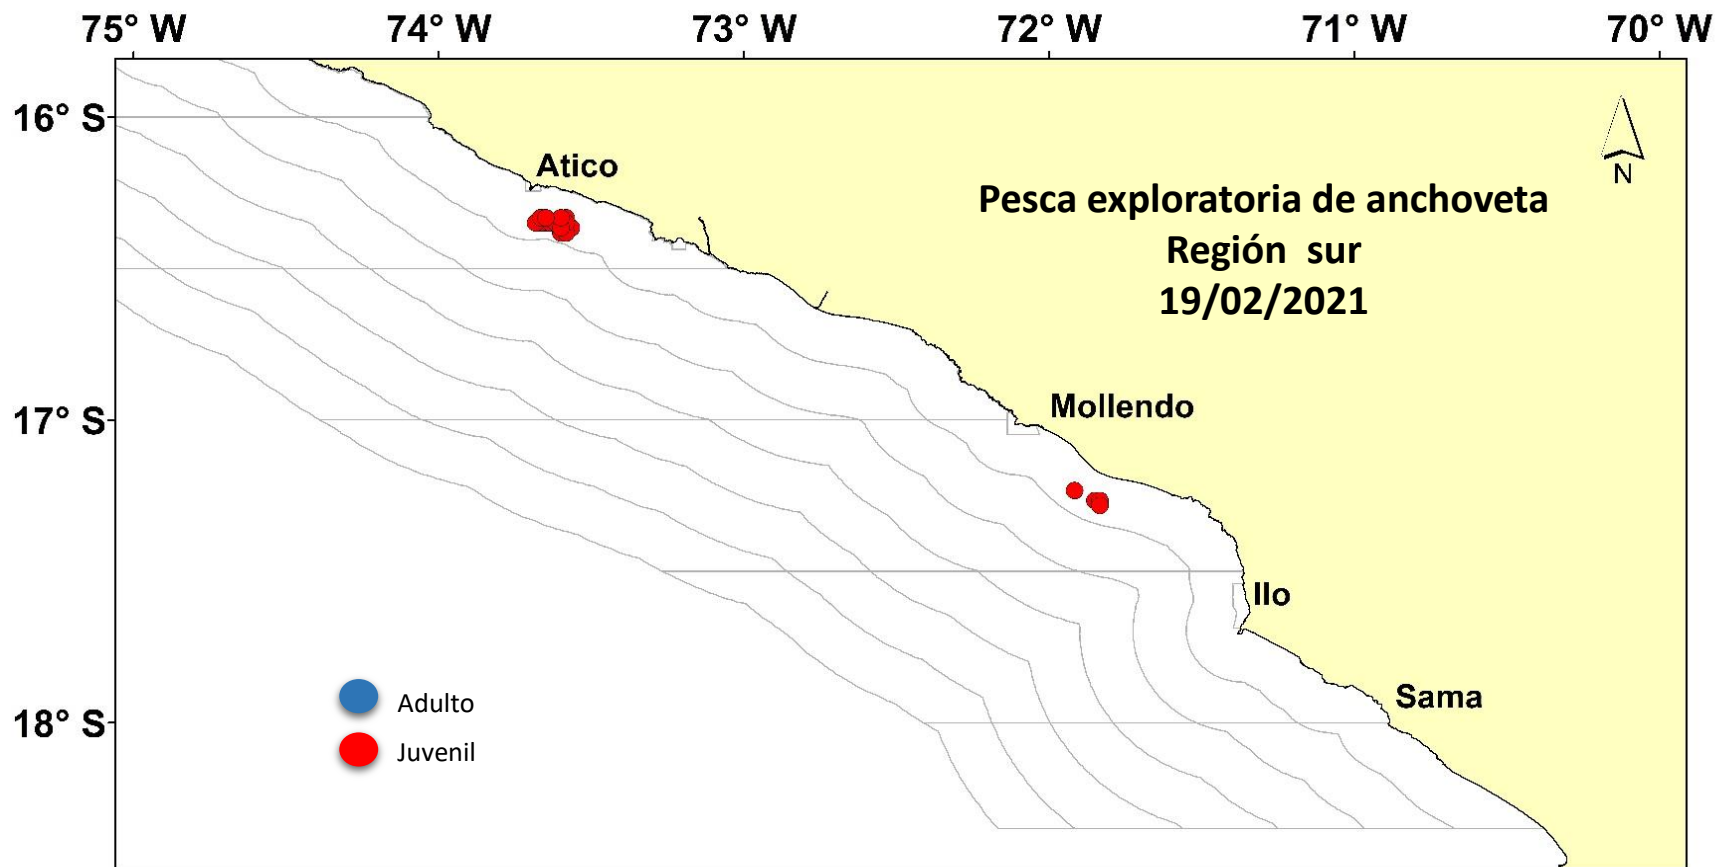 75° W 74° W 73° W 72° W 71° W 70° W
16° S
Atico
N
Pesca exploratoria de anchoveta
Región sur
19/02/2021
17° S
Mollendo
Ilo
Sama
18° S
Adulto
Juvenil